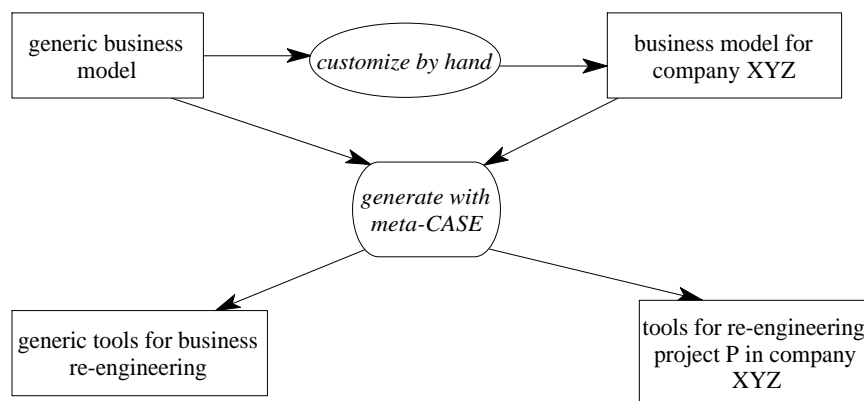 generic business
model
customize by hand
business model for
company XYZ
generate with
meta-CASE
generic tools for business
re-engineering
tools for re-engineering
project P in company
XYZ